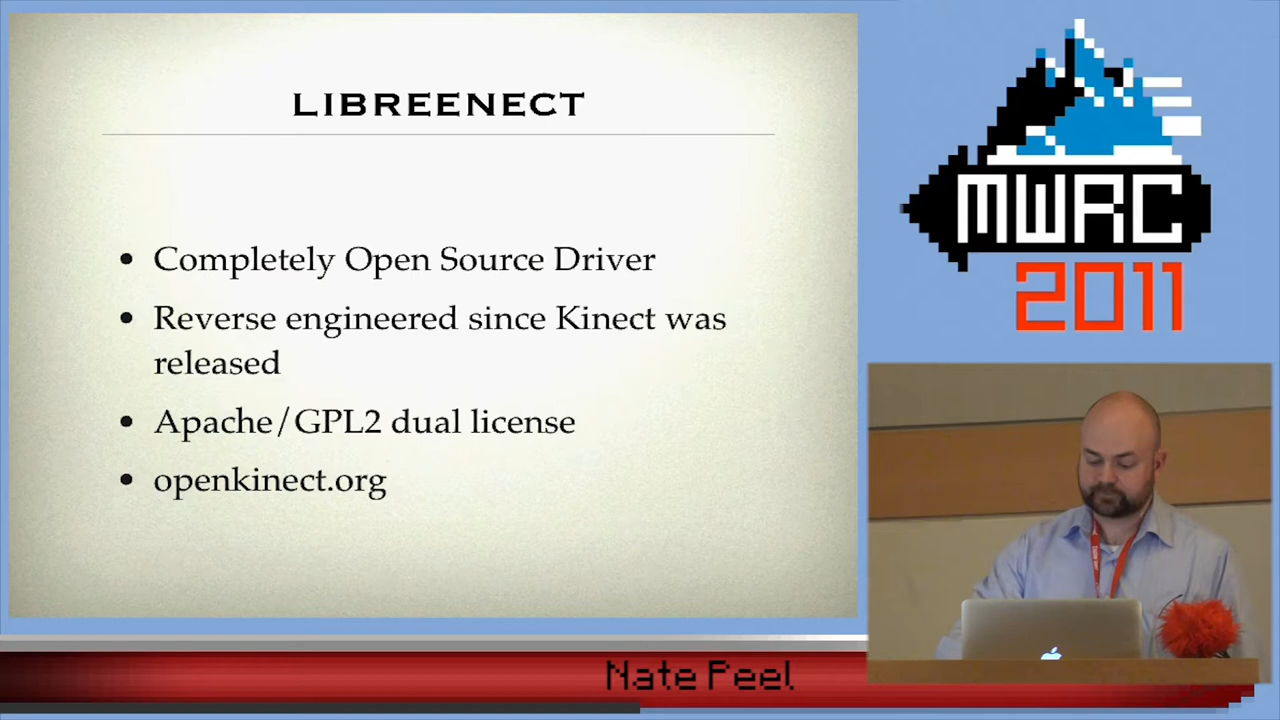 LIBREENECT
• Completely Open Source Driver
• Reverse engineered since Kinect was
released
• Apache/GPL2 dual license
• openkinect.org
MWRC
2011
Nate Peel